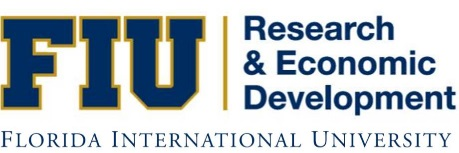 FIU
Research
& Economic
Development
FLORIDA INTERNATIONAL UNIVERSITY